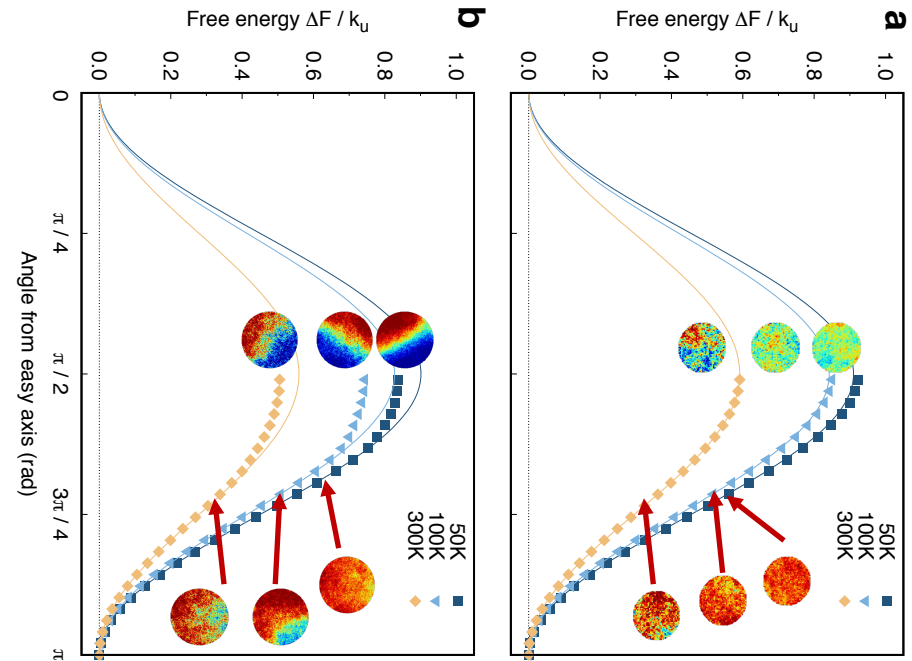 a
Free energy ΔF / kᵤ
0.0
0.2
0.4
0.6
0.8
1.0
50K
100K
300K
b
Free energy ΔF / kᵤ
0.0
0.2
0.4
0.6
0.8
1.0
50K
100K
300K
0
π / 4
π / 2
3π / 4
π
Angle from easy axis (rad)